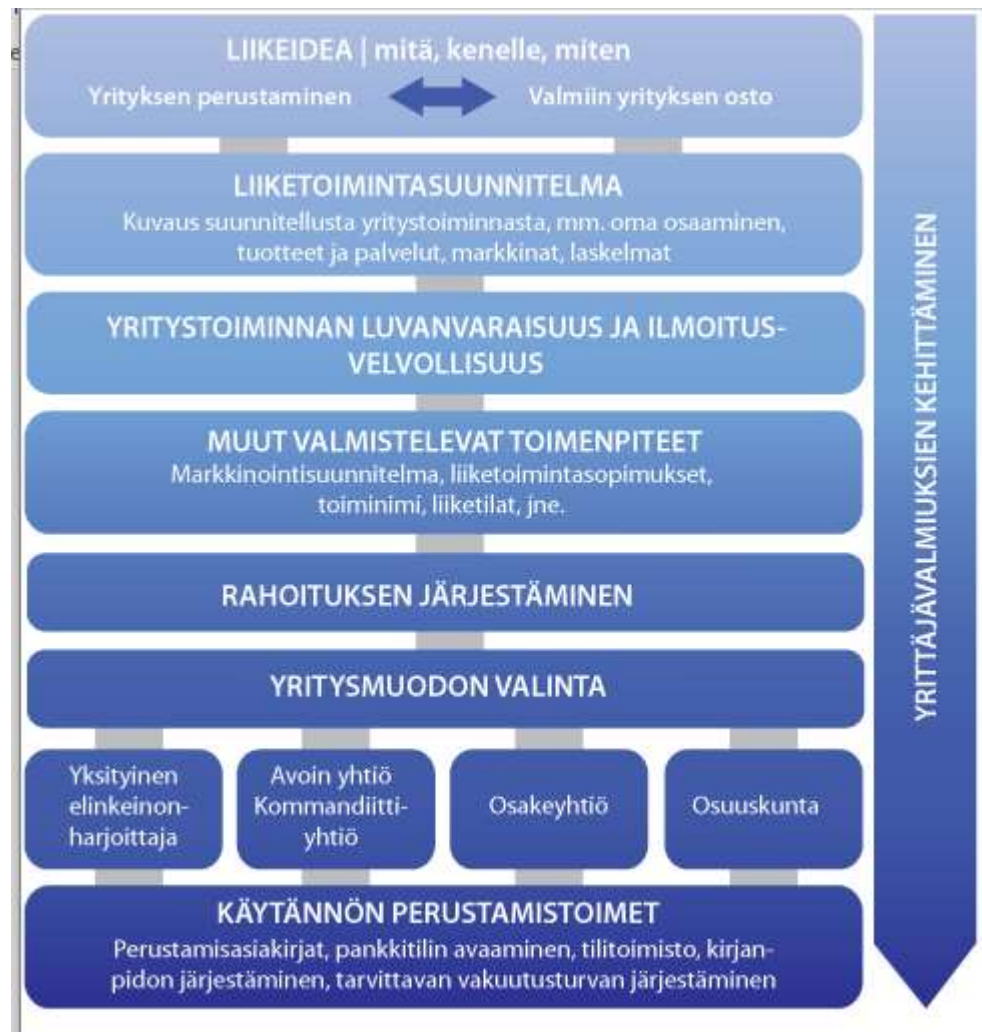 LIIKEIDEA | mitä, kenelle, miten
Yrityksen perustaminen
Valmiin yrityksen osto
LIIKETOIMINTASUUNNITELMA
Kuvaus suunnitellusta yritystoiminnasta, mm. oma osaaminen,
tuotteet ja palvelut, markkinat, laskelmat
YRITYSTOIMINNAN LUVANVARAISUUS JA ILMOITUS-
VELVOLLISUUS
MUUT VALMISTELEVAT TOIMENPITEET
Markkinointisuunnitelma, liiketoimintasopimukset,
toiminimi, liiketilat, jne.
RAHOITUKSEN JÄRJESTÄMINEN
YRITYSMUODON VALINTA
Yksityinen
elinkeinon-
harjoittaja
Avoin yhtiö
Kommandiitti-
yhtiö
Osakeyhtiö
Osuuskunta
KÄYTÄNNÖN PERUSTAMISTOIMET
Perustamisasiakirjat, pankkitilin avaaminen, tilitoimisto, kirjan-
pidon järjestäminen, tarvittavan vakuutusturvan järjestäminen
YRITTÄJÄVALMIUKSIEN KEHITTÄMINEN